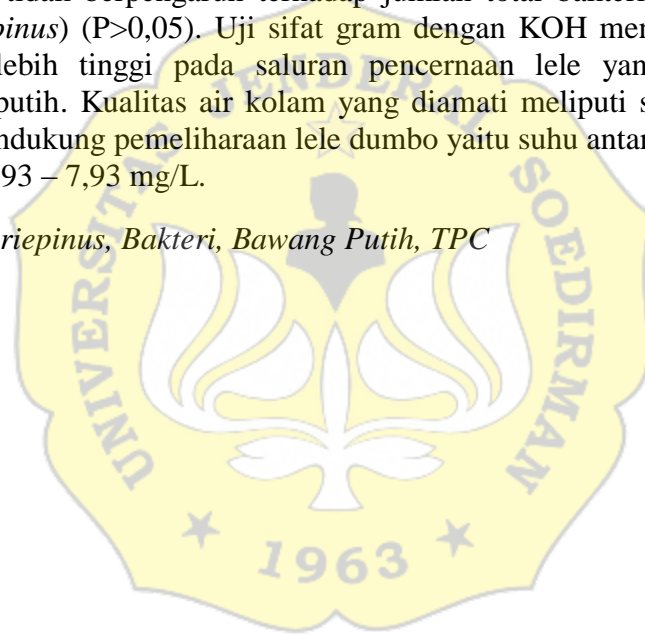 berpengaruh terhadap jumlah total bakteri
pinus) (P>0,05). Uji sifat gram dengan KOH men
lebih tinggi pada saluran pencernaan lele yan
putih. Kualitas air kolam yang diamati meliputi s
ndukung pemeliharaan lele dumbo yaitu suhu antar
93 – 7,93 mg/L.
riepinus, Bakteri, Bawang Putih, TPC
UNIVERSITAS JENDERAL SOEDIRMAN
1963